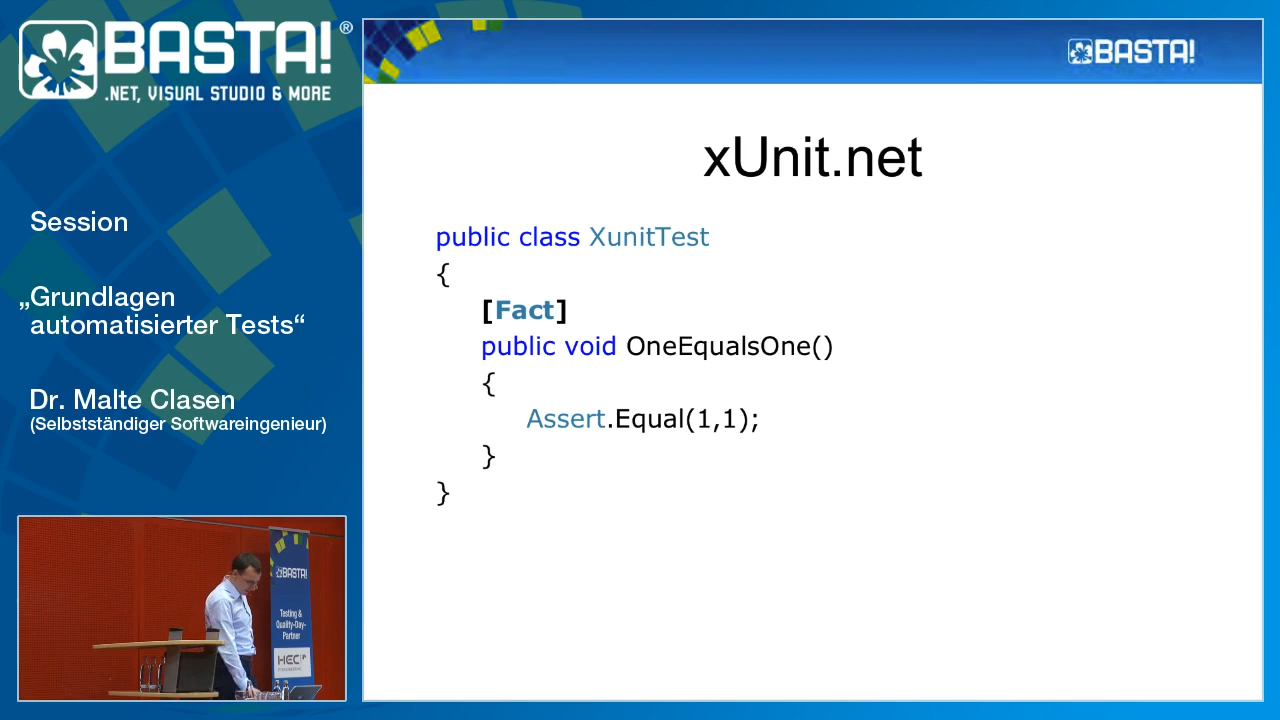 BASTA!®
.NET, VISUAL STUDIO & MORE
Session
„Grundlagen
automatisierter Tests“
Dr. Malte Clasen
(Selbstständiger Softwareingenieur)
BASTA!
Testing &
Quality-Day-
Partner
HEC
BASTA!
xUnit.net
public class XunitTest
{
[Fact]
public void OneEqualsOne()
{
Assert.Equal(1,1);
}
}